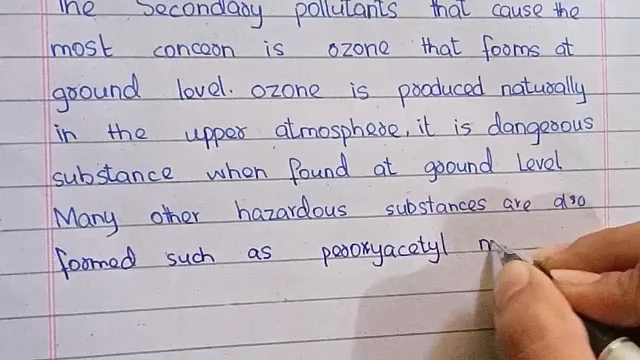 The Secondary pollutants that cause the
most concern is ozone that forms at
ground level. ozone is produced naturally
in the upper atmosphere, it is dangerous
substance when found at ground level
Many other hazardous substances are also
formed such as peroxyacetyl